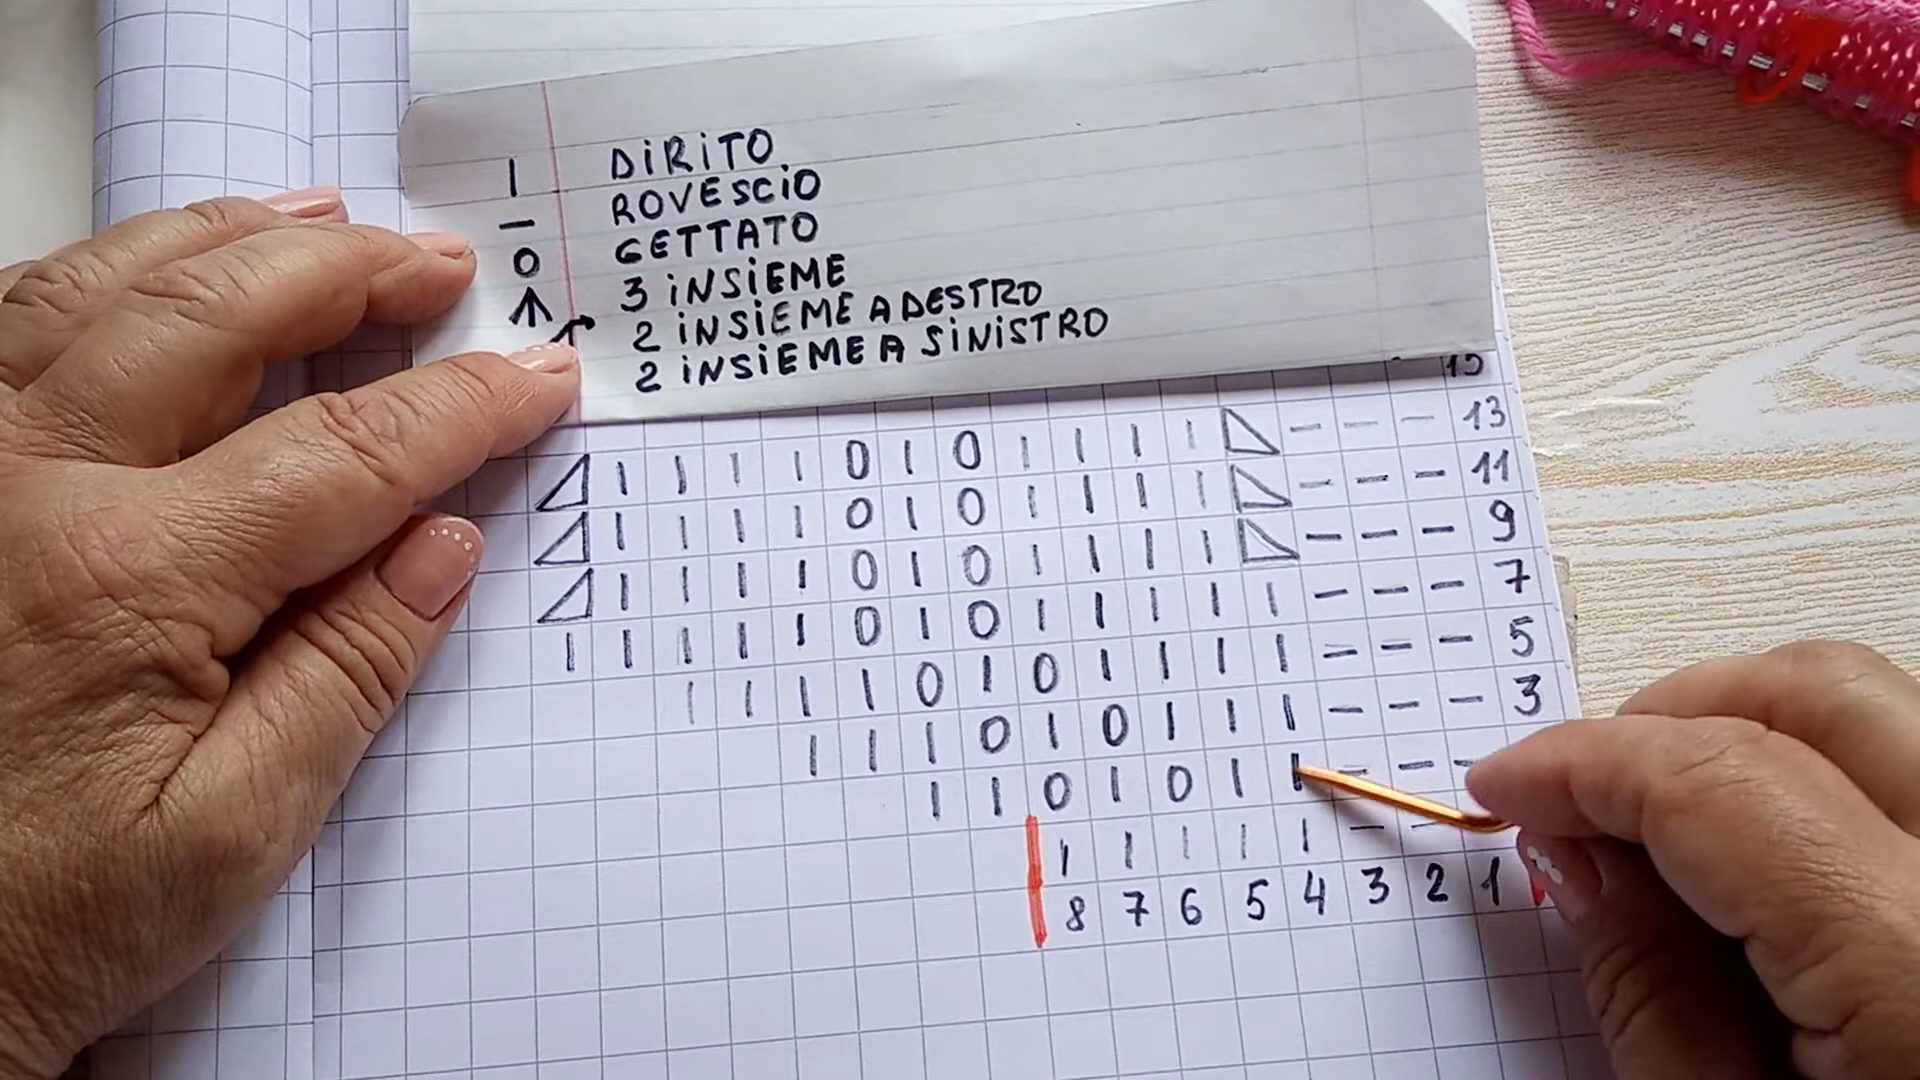 | DiRiTO
— ROVESCiO
O GETTATO
↑ 3 iNSiEME
2 iNSiEME A DESTRO
2 iNSiEME A SiNiSTRO
15
◿ | | | | O | O | | | | ◺ — — — 13
◿ | | | | O | O | | | | ◺ — — — 11
◿ | | | | O | O | | | | ◺ — — — 9
| | | | | O | O | | | | | — — — 7
| | | | O | O | | | | — — — 5
| | | O | O | | | — — — 3
| | O | O | | — — —
| | | | | — —
8 7 6 5 4 3 2 1